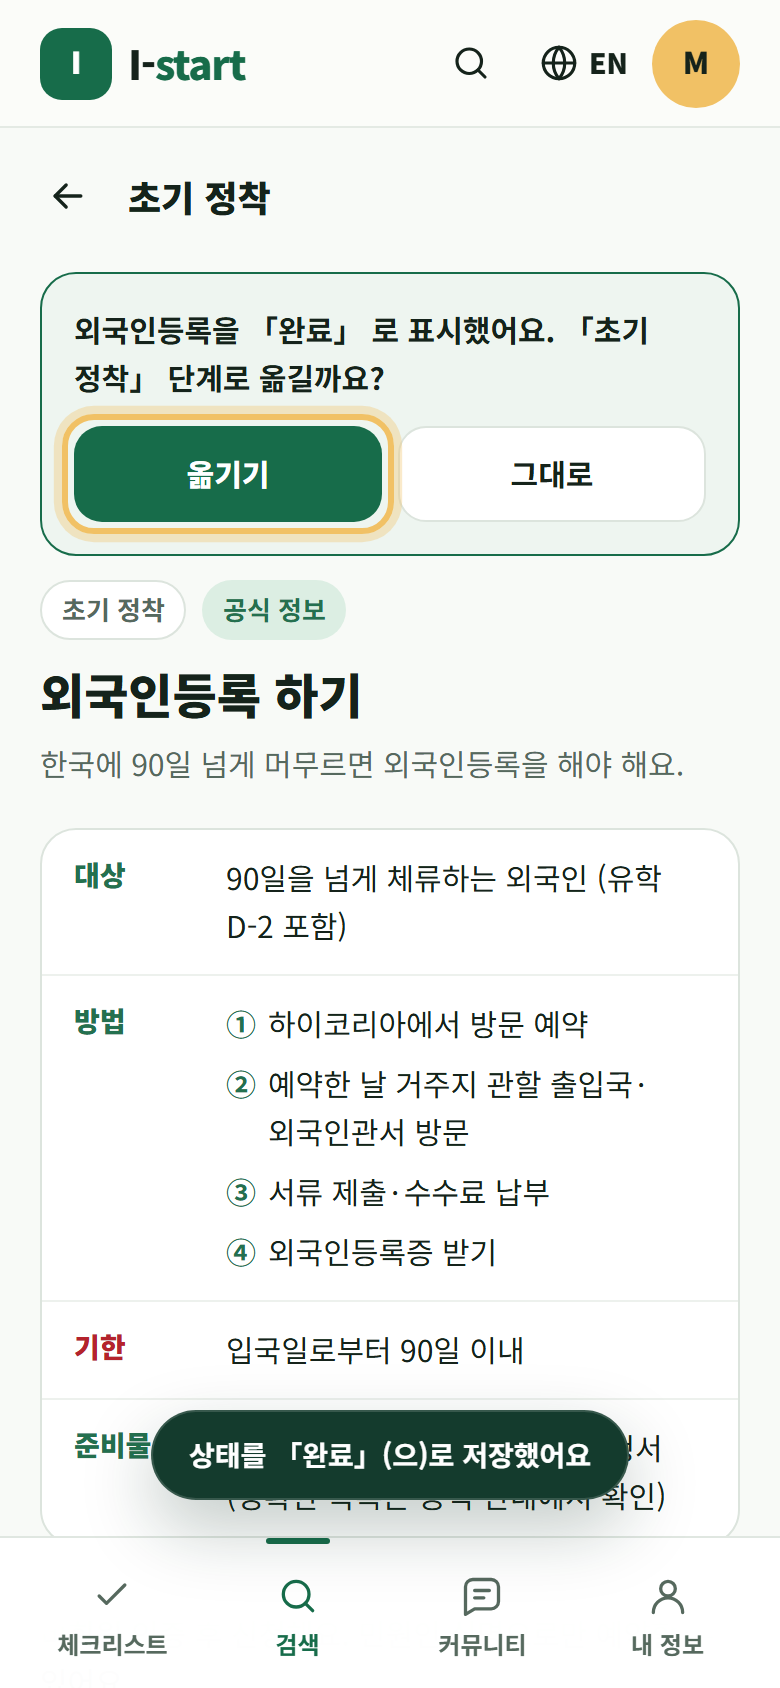 I I-start EN M
초기 정착
외국인등록을 「완료」 로 표시했어요. 「초기
정착」 단계로 옮길까요?
옮기기 그대로
초기 정착 공식 정보
외국인등록 하기
한국에 90일 넘게 머무르면 외국인등록을 해야 해요.
대상 90일을 넘게 체류하는 외국인 (유학
D-2 포함)
방법 ① 하이코리아에서 방문 예약
② 예약한 날 거주지 관할 출입국·
외국인관서 방문
③ 서류 제출·수수료 납부
④ 외국인등록증 받기
기한 입국일로부터 90일 이내
준비물
상태를 「완료」(으)로 저장했어요
확인)
체크리스트 검색 커뮤니티 내 정보